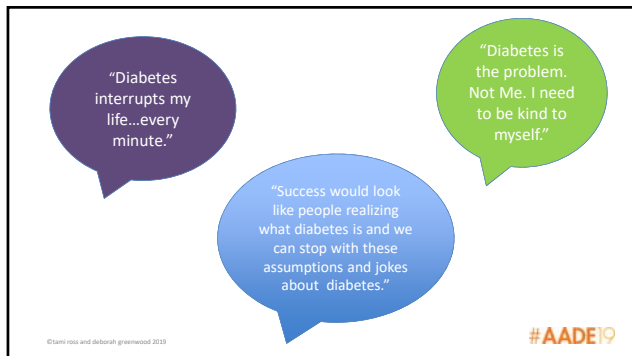 “Diabetes
interrupts my
life…every
minute.”
“Diabetes is
the problem.
Not Me. I need
to be kind to
myself.”
“Success would look
like people realizing
what diabetes is and we
can stop with these
assumptions and jokes
about  diabetes.”
©tami ross and deborah greenwood 2019
#AADE19